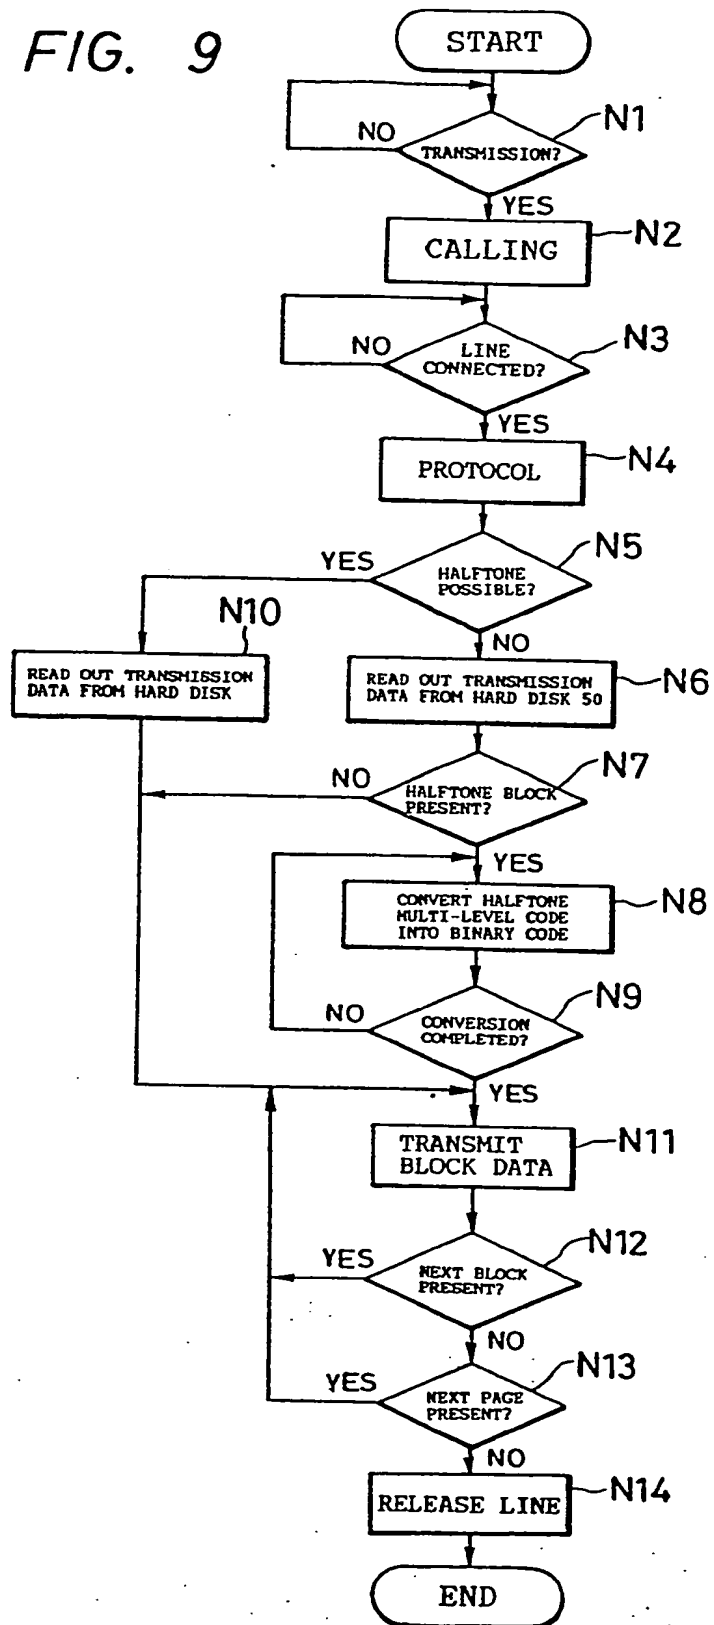 FIG. 9
START
N1
NO
TRANSMISSION?
YES
N2
CALLING
N3
NO
LINE
CONNECTED?
YES
N4
PROTOCOL
N5
YES
HALFTONE
POSSIBLE?
N10
NO
READ OUT TRANSMISSION
DATA FROM HARD DISK
READ OUT TRANSMISSION
DATA FROM HARD DISK 50
N6
N7
NO
HALFTONE BLOCK
PRESENT?
YES
CONVERT HALFTONE
MULTI-LEVEL CODE
INTO BINARY CODE
N8
N9
NO
CONVERSION
COMPLETED?
YES
TRANSMIT
BLOCK DATA
N11
N12
YES
NEXT BLOCK
PRESENT?
NO
N13
YES
NEXT PAGE
PRESENT?
NO
RELEASE LINE
N14
END